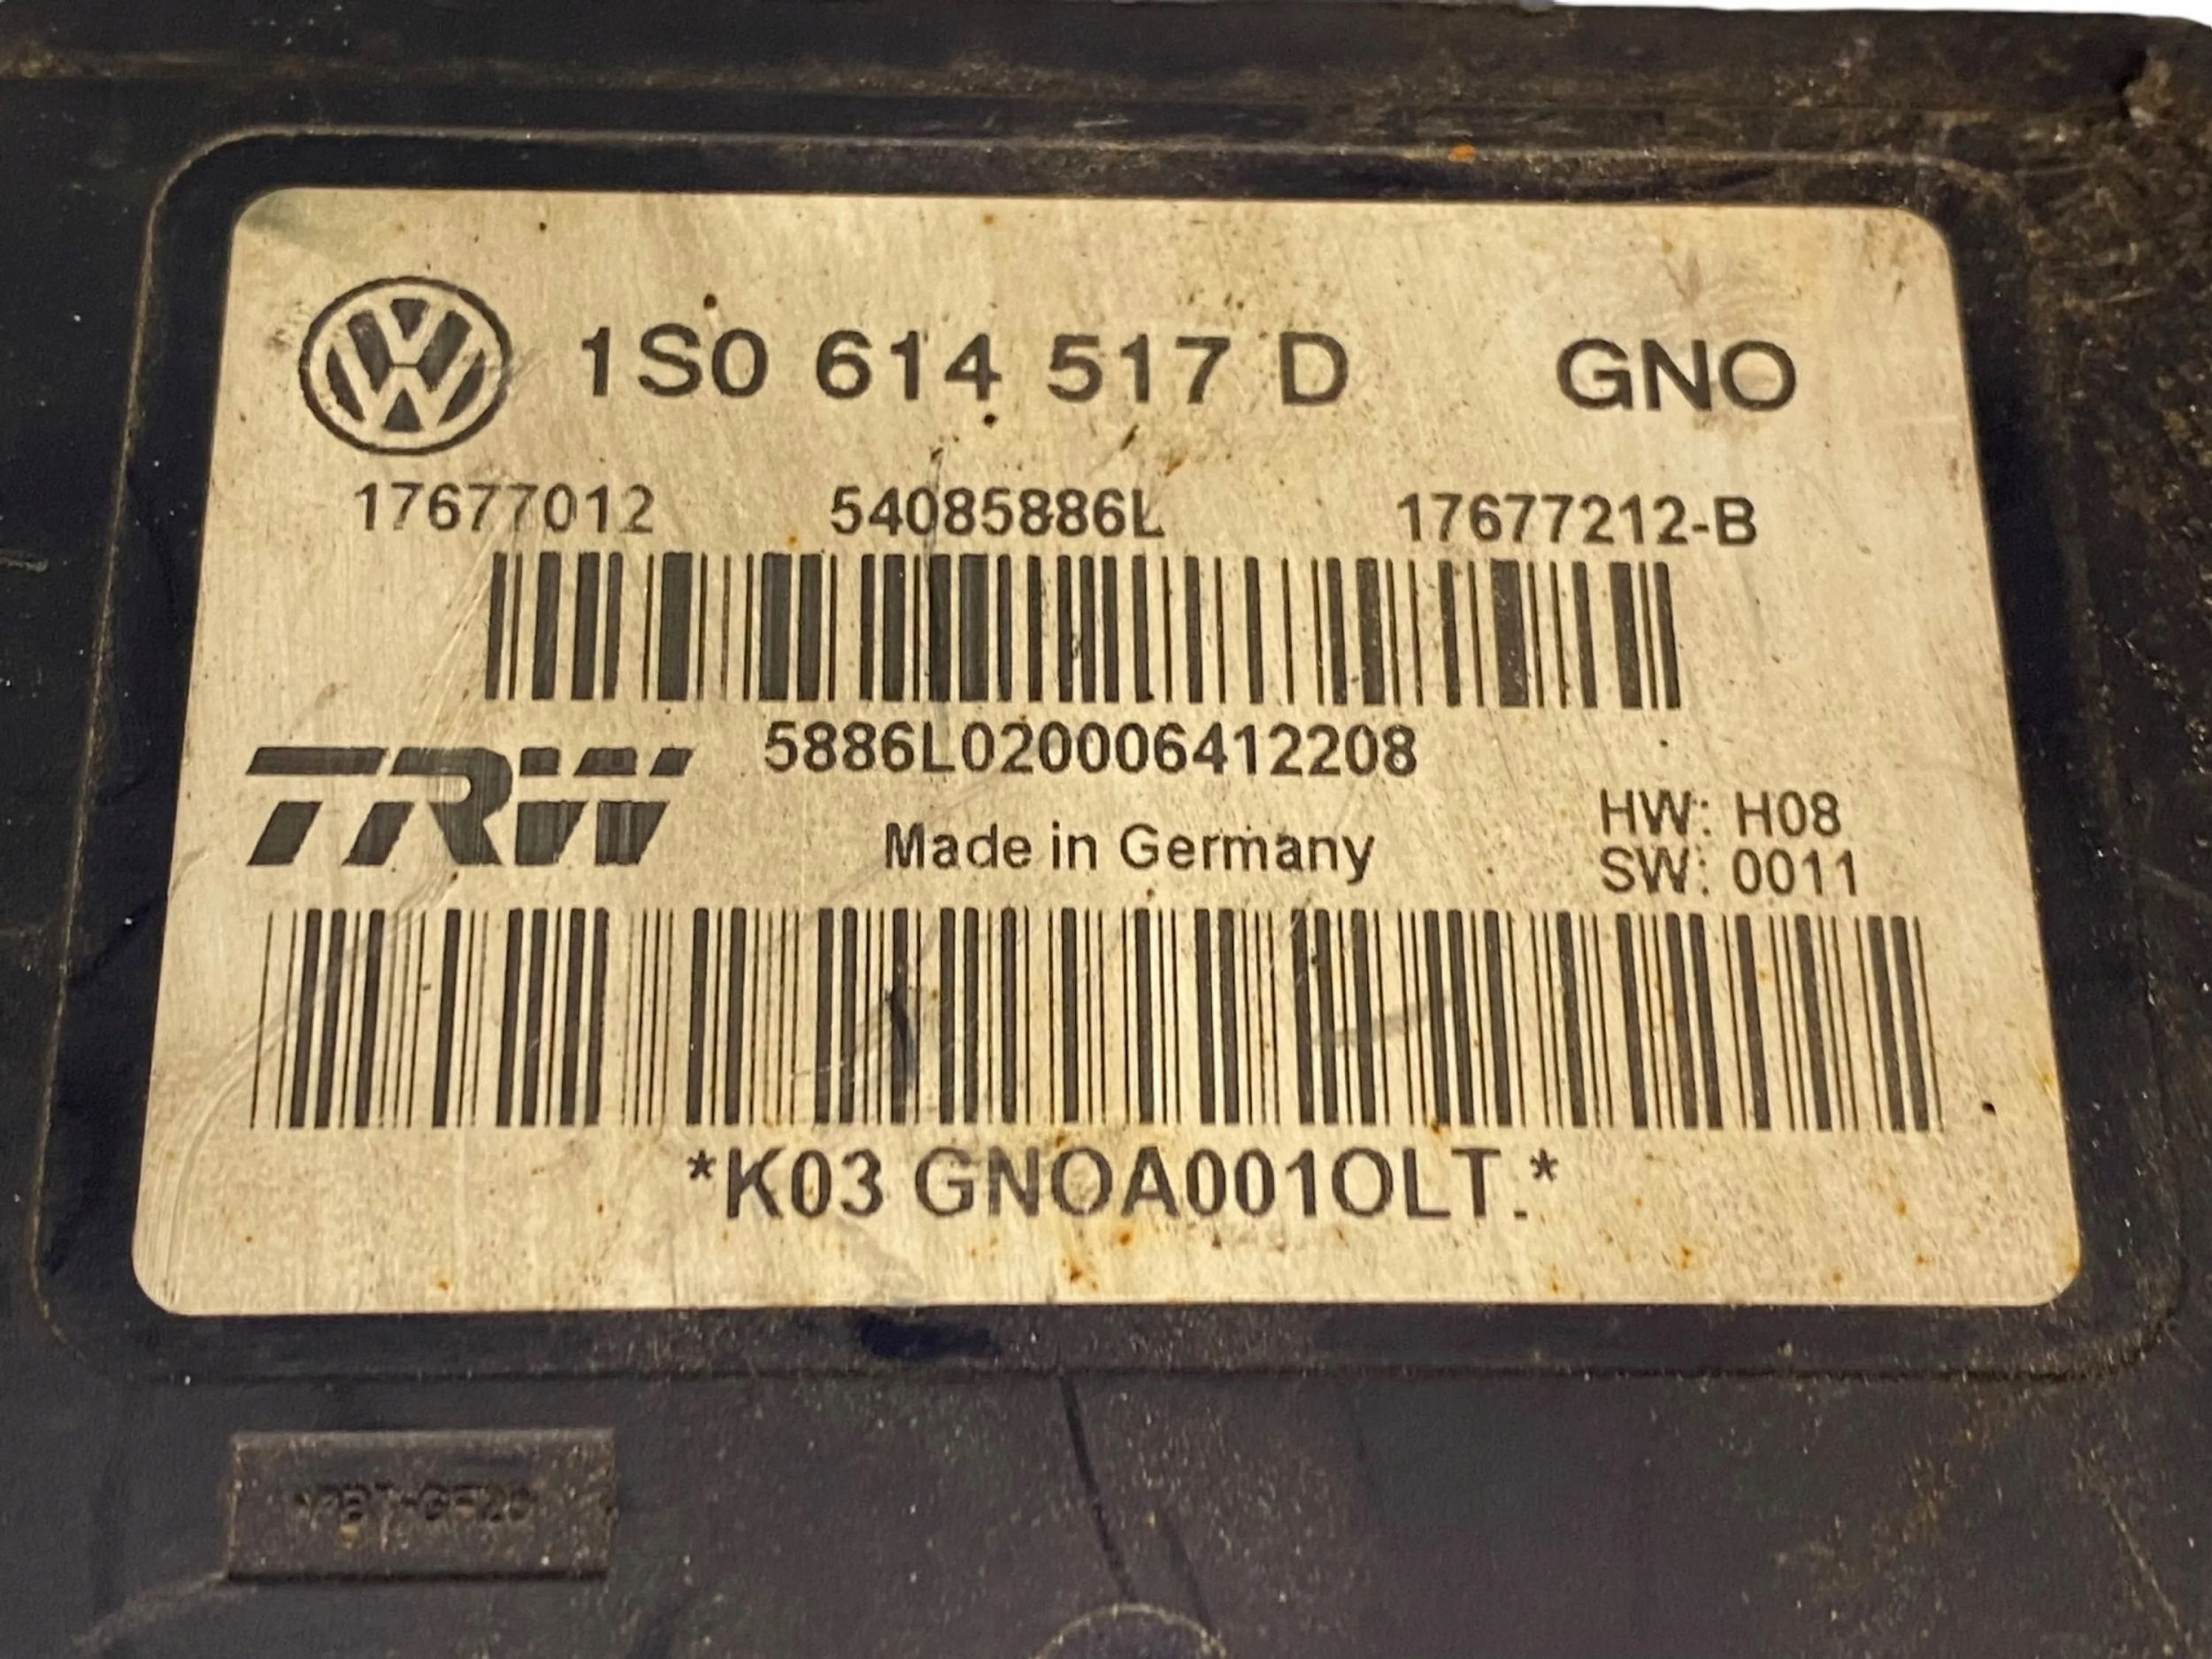 1S0 614 517 D GNO
17677012 54085886L 17677212-B
5886L020006412208
TRW
Made in Germany
HW: H08
SW: 0011
*K03 GNOA001OLT.*